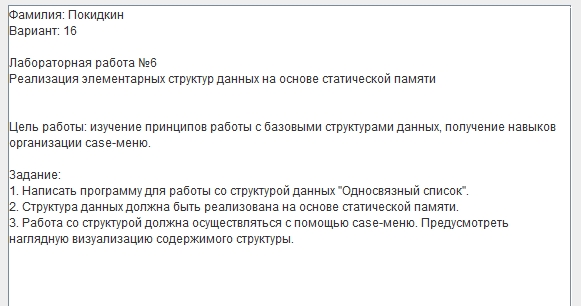 Фамилия: Покидкин
Вариант: 16
Лабораторная работа №6
Реализация элементарных структур данных на основе статической памяти
Цель работы: изучение принципов работы с базовыми структурами данных, получение навыков
организации case-меню.
Задание:
1. Написать программу для работы со структурой данных "Односвязный список".
2. Структура данных должна быть реализована на основе статической памяти.
3. Работа со структурой должна осуществляться с помощью case-меню. Предусмотреть
наглядную визуализацию содержимого структуры.